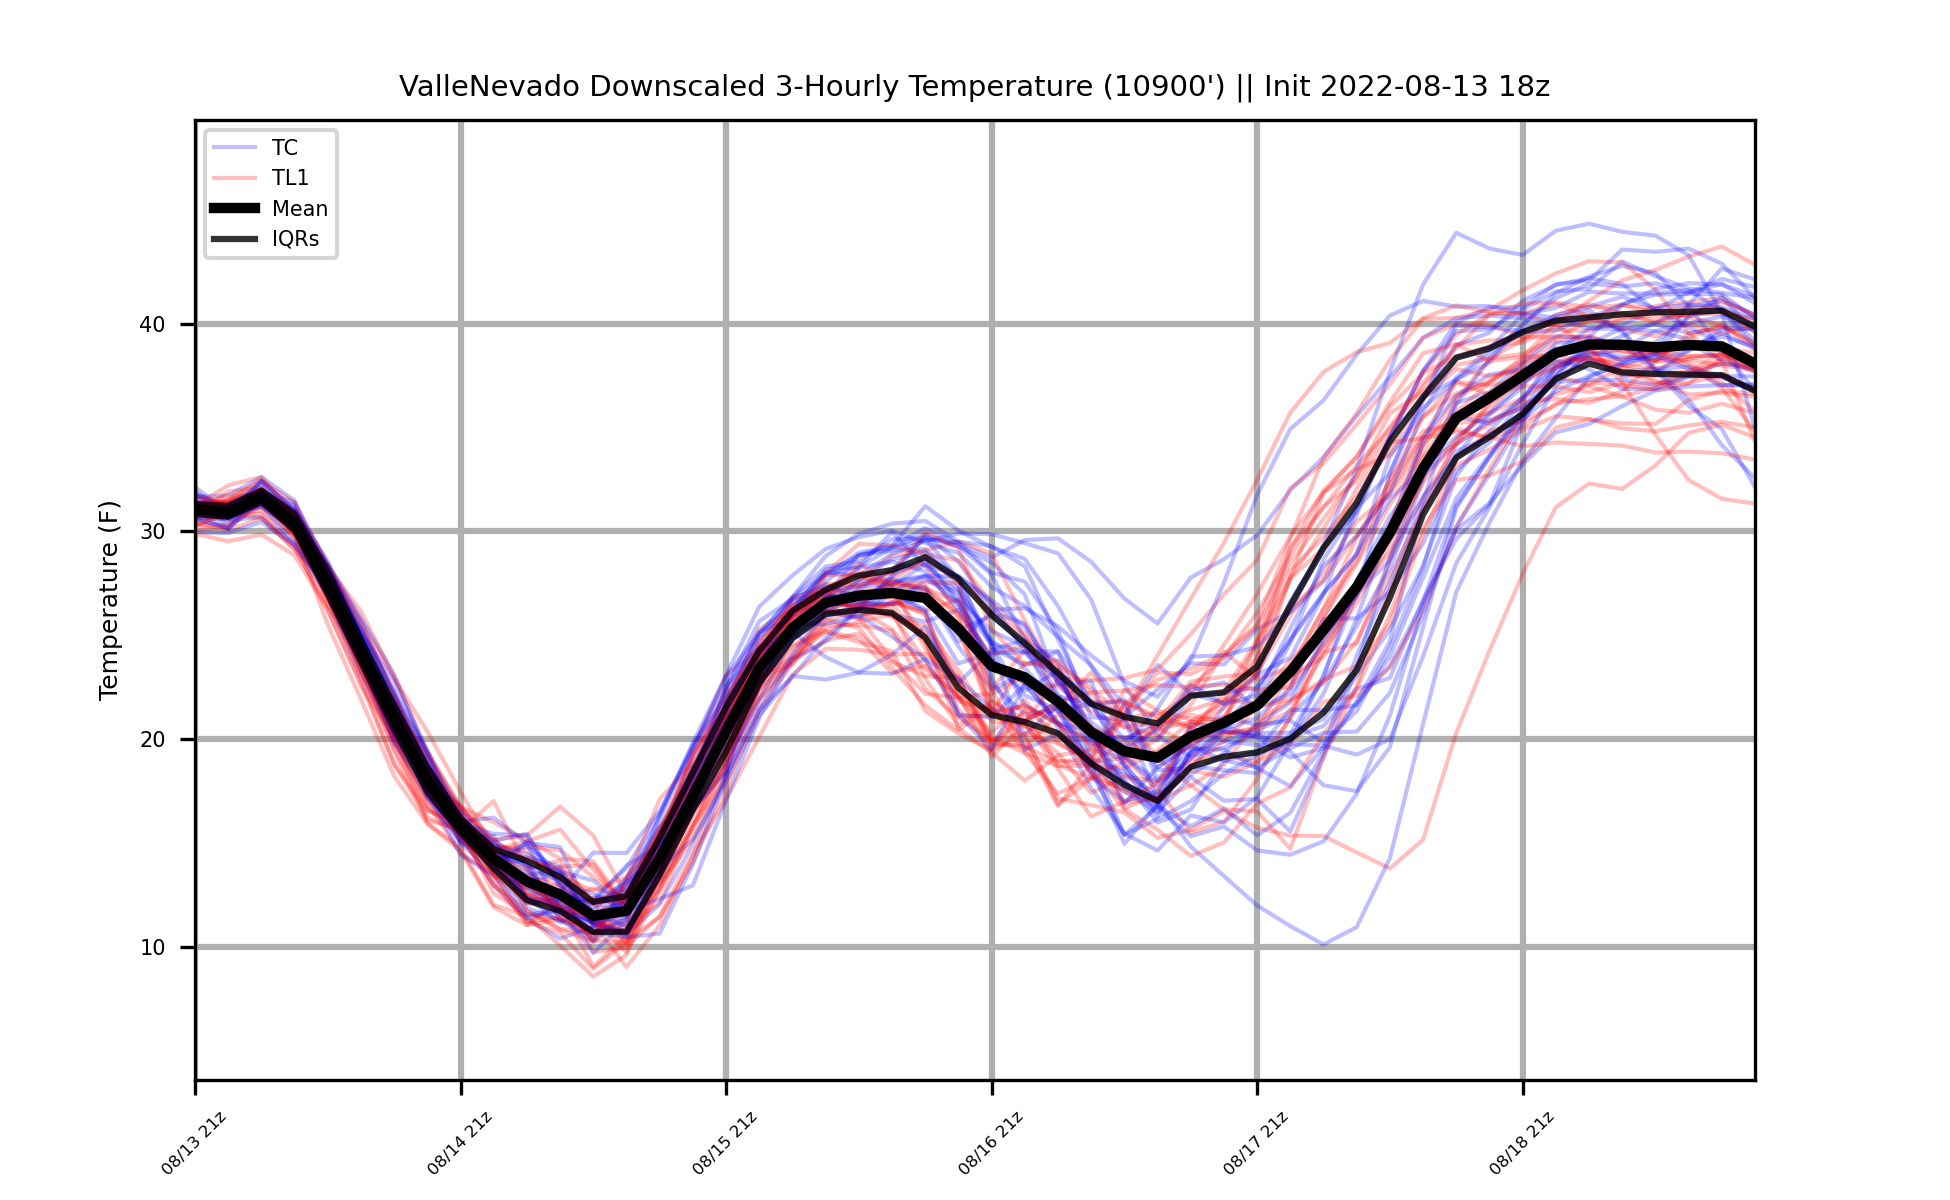 ValleNevado Downscaled 3-Hourly Temperature (10900') || Init 2022-08-13 18z
TC
TL1
Mean
IQRs
Temperature (F)
40
30
20
10
08/13 21z
08/14 21z
08/15 21z
08/16 21z
08/17 21z
08/18 21z